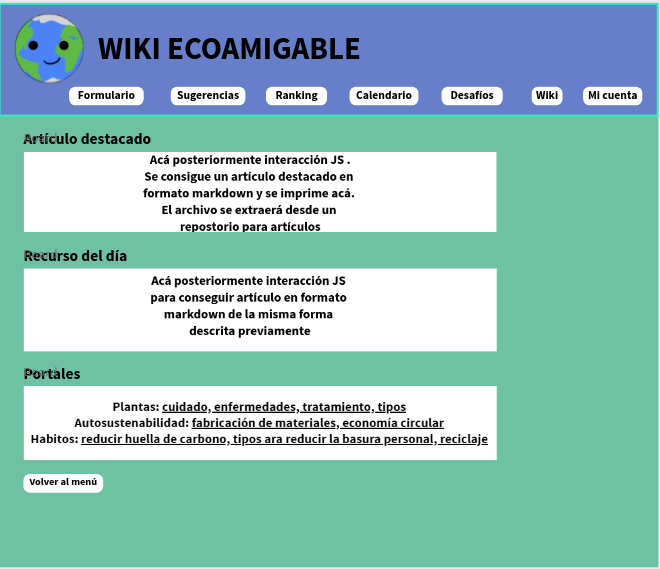 WIKI ECOAMIGABLE
Formulario Sugerencias Ranking Calendario Desafíos Wiki Mi cuenta
Artículo destacado
Acá posteriormente interacción JS .
Se consigue un artículo destacado en
formato markdown y se imprime acá.
El archivo se extraerá desde un
repostorio para artículos
Recurso del día
Acá posteriormente interacción JS
para conseguir artículo en formato
markdown de la misma forma
descrita previamente
Portales
Plantas: cuidado, enfermedades, tratamiento, tipos
Autosustenabilidad: fabricación de materiales, economía circular
Habitos: reducir huella de carbono, tipos ara reducir la basura personal, reciclaje
Volver al menú